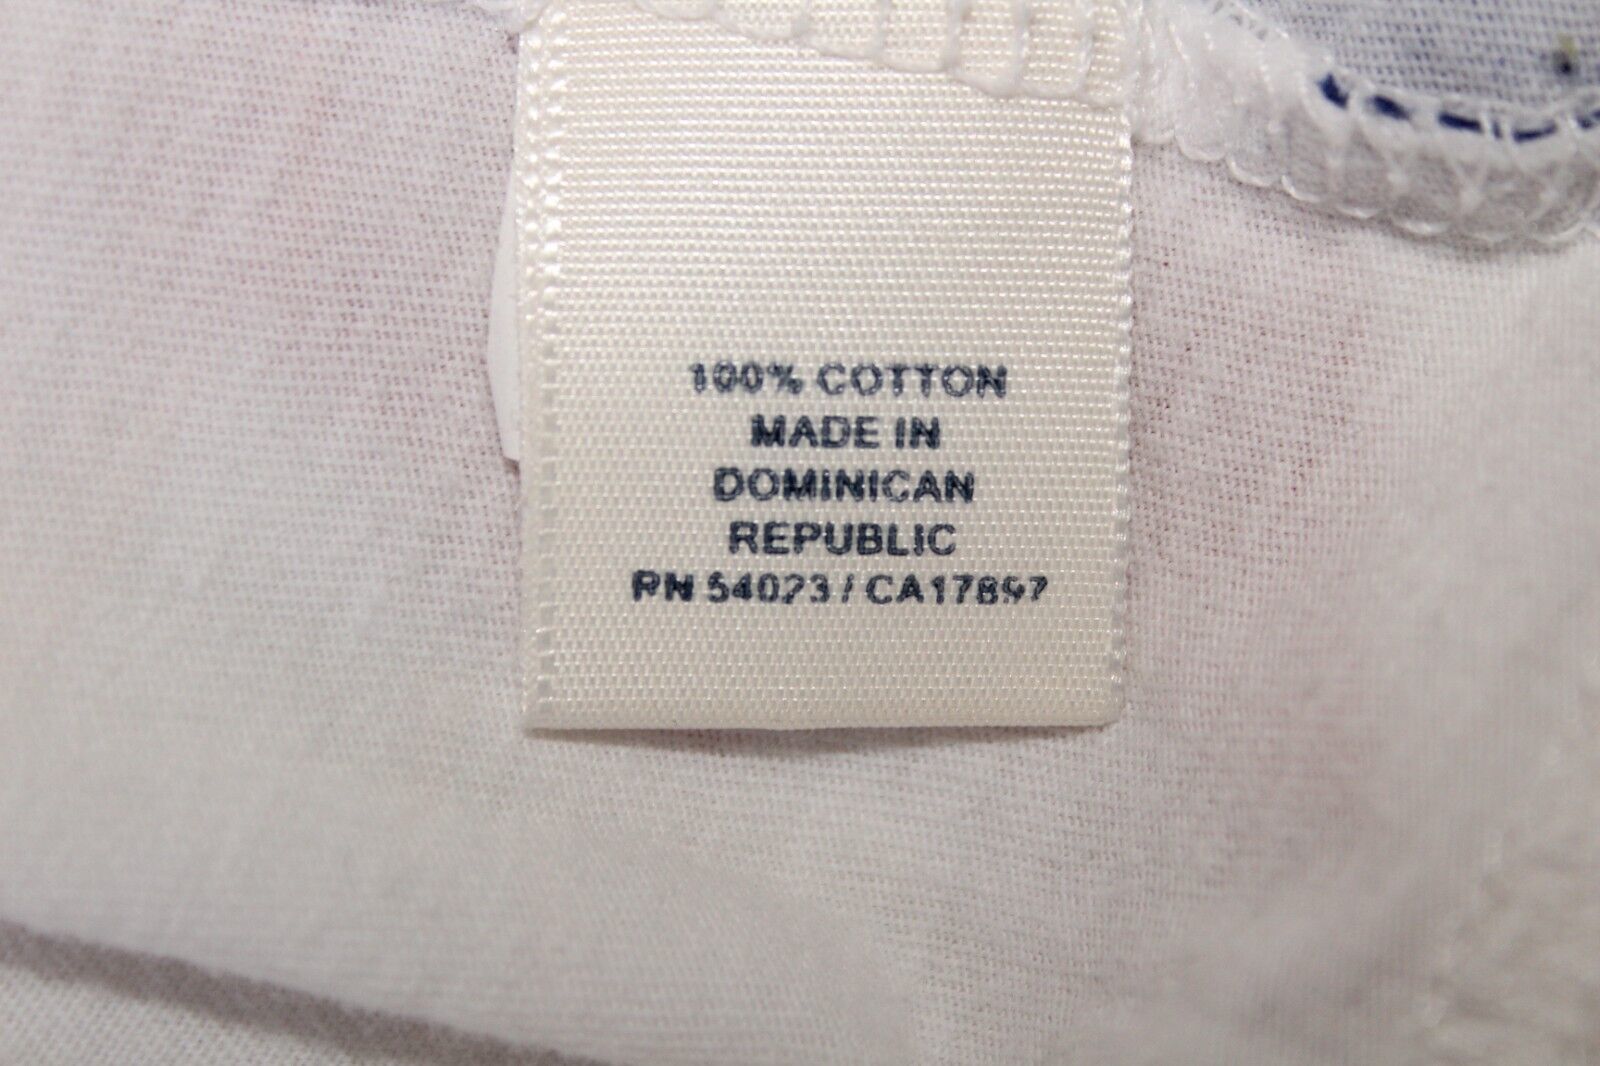 100% COTTON
MADE IN
DOMINICAN
REPUBLIC
RN 54023 / CA17897